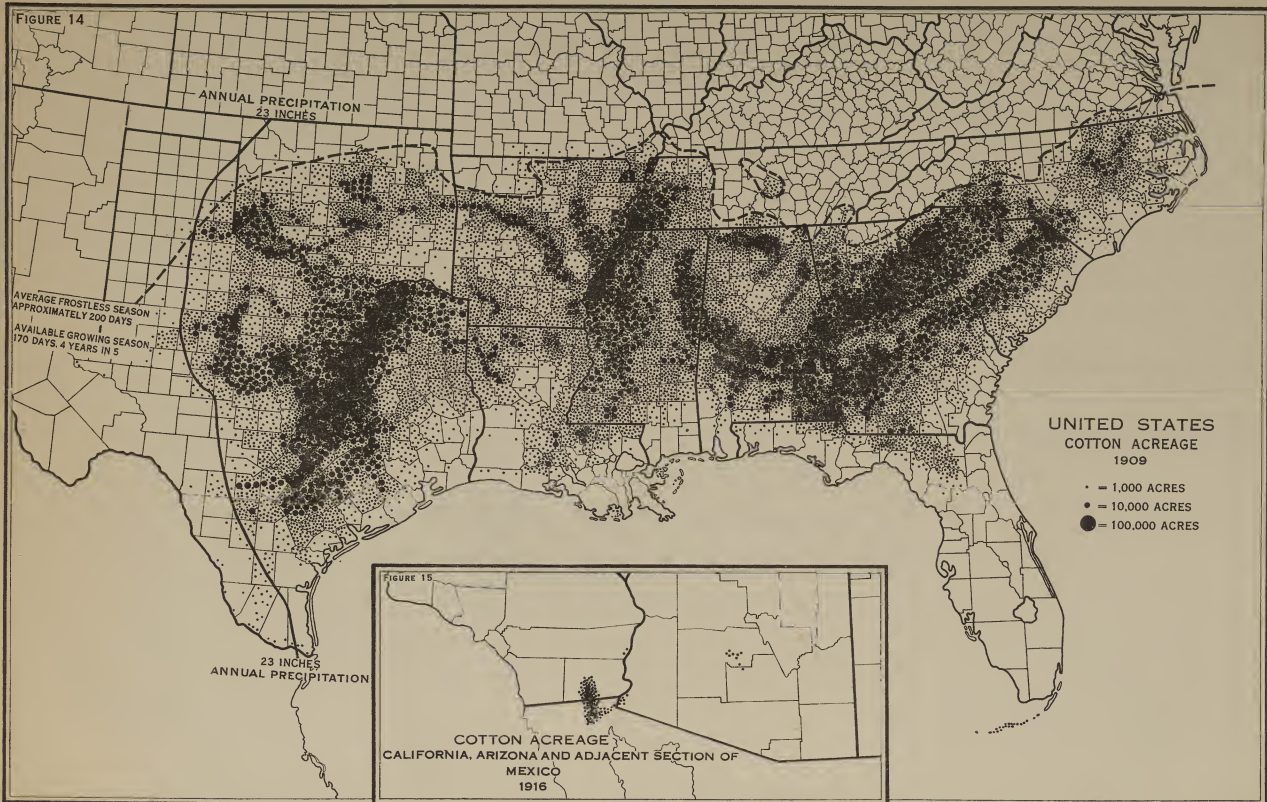 FIGURE 14
ANNUAL PRECIPITATION
23 INCHES
AVERAGE FROSTLESS SEASON
APPROXIMATELY 200 DAYS
AVAILABLE GROWING SEASON,
170 DAYS. 4 YEARS IN 5
UNITED STATES
COTTON ACREAGE
1909
= 1,000 ACRES
= 10,000 ACRES
= 100,000 ACRES
23 INCHES
ANNUAL PRECIPITATION
FIGURE 15
COTTON ACREAGE
CALIFORNIA, ARIZONA AND ADJACENT SECTION OF
MEXICO
1916